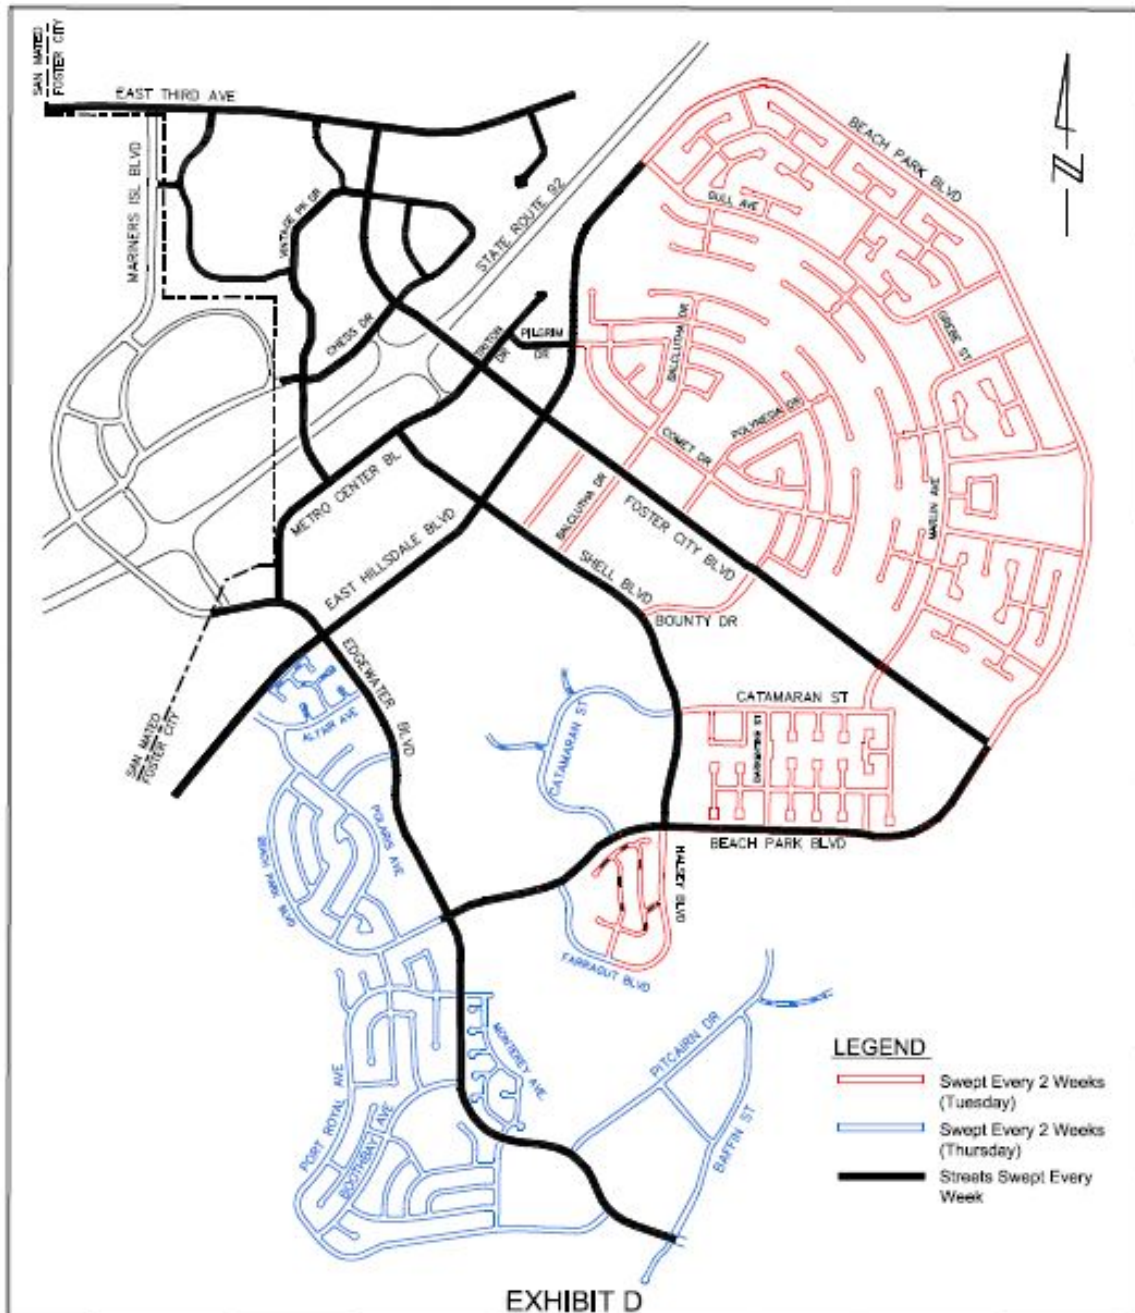 SAN MATEO
FOSTER CITY
EAST THIRD AVE
MARINERS ISL BLVD
VINTAGE PK DR
CHESS DR
STATE ROUTE 92
BEACH PARK BLVD
N
GULL AVE
GREBE ST
TRITON DR
PILGRIM DR
BALCLUTHA DR
POLYNESIA DR
COMET DR
METRO CENTER BL
EAST HILLSDALE BLVD
BALCLUTHA DR
FOSTER CITY BLVD
MARLIN AVE
SHELL BLVD
BOUNTY DR
EDGEWATER BLVD
CATAMARAN ST
SAN MATEO
FOSTER CITY
ALTAIR AVE
CATAMARAN ST
POLARIS AVE
BEACH PARK BLVD
BEACH PARK BLVD
HALSEY BLVD
FARRAGUT BLVD
MONTEREY AVE
PITCAIRN DR
PORT ROYAL AVE
BOOTHBAY AVE
BAFFIN ST
LEGEND
Swept Every 2 Weeks
(Tuesday)
Swept Every 2 Weeks
(Thursday)
Streets Swept Every
Week
EXHIBIT D